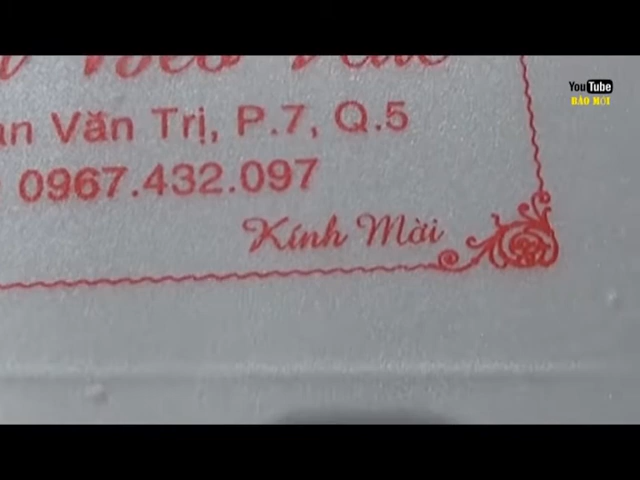 an Văn Trị, P.7, Q.5
0967.432.097
Kính Mời
YouTube
BÁO MỚI